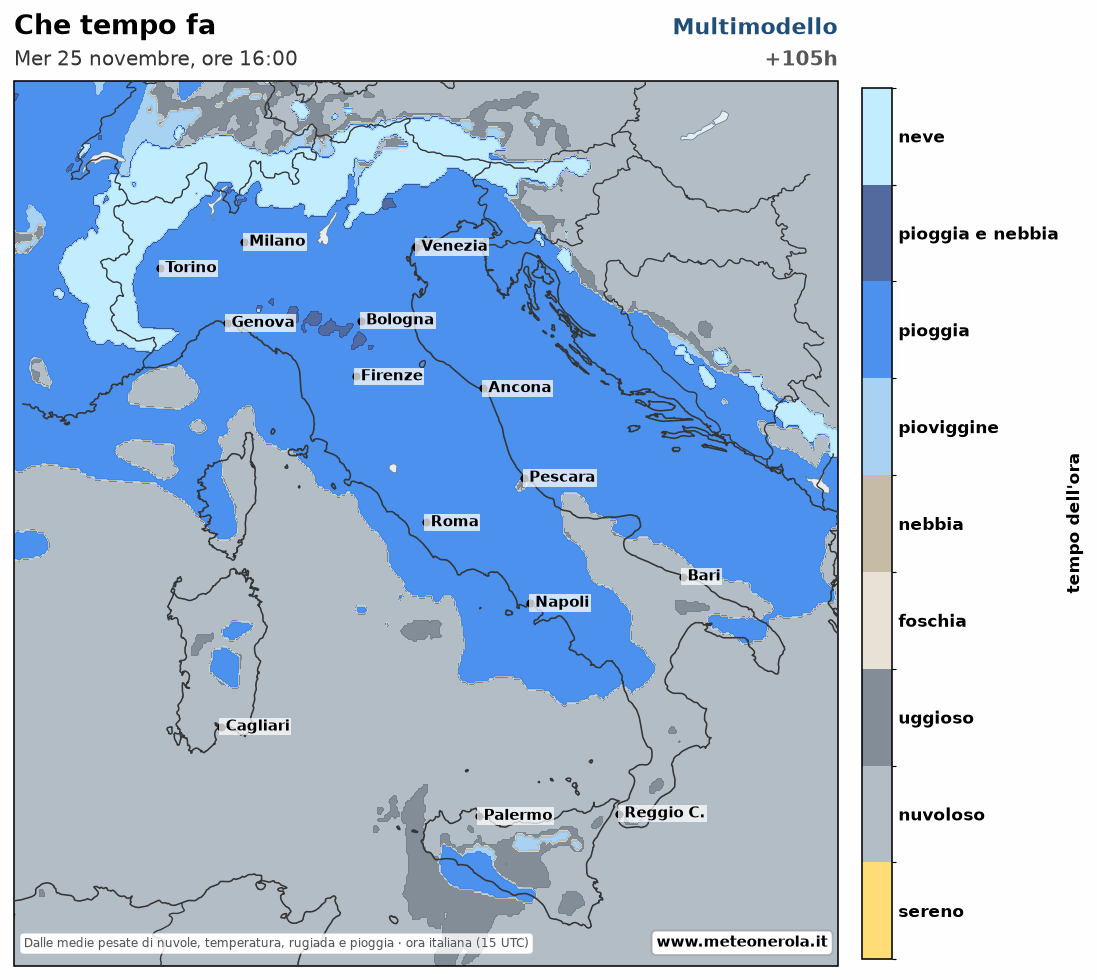 Che tempo fa
Multimodello
Mer 25 novembre, ore 16:00
+105h
neve
pioggia e nebbia
pioggia
pioviggine
nebbia
foschia
uggioso
nuvoloso
sereno
tempo dell'ora
Milano
Venezia
Torino
Genova
Bologna
Firenze
Ancona
Pescara
Roma
Bari
Napoli
Cagliari
Palermo
Reggio C.
Dalle medie pesate di nuvole, temperatura, rugiada e pioggia · ora italiana (15 UTC)
www.meteonerola.it